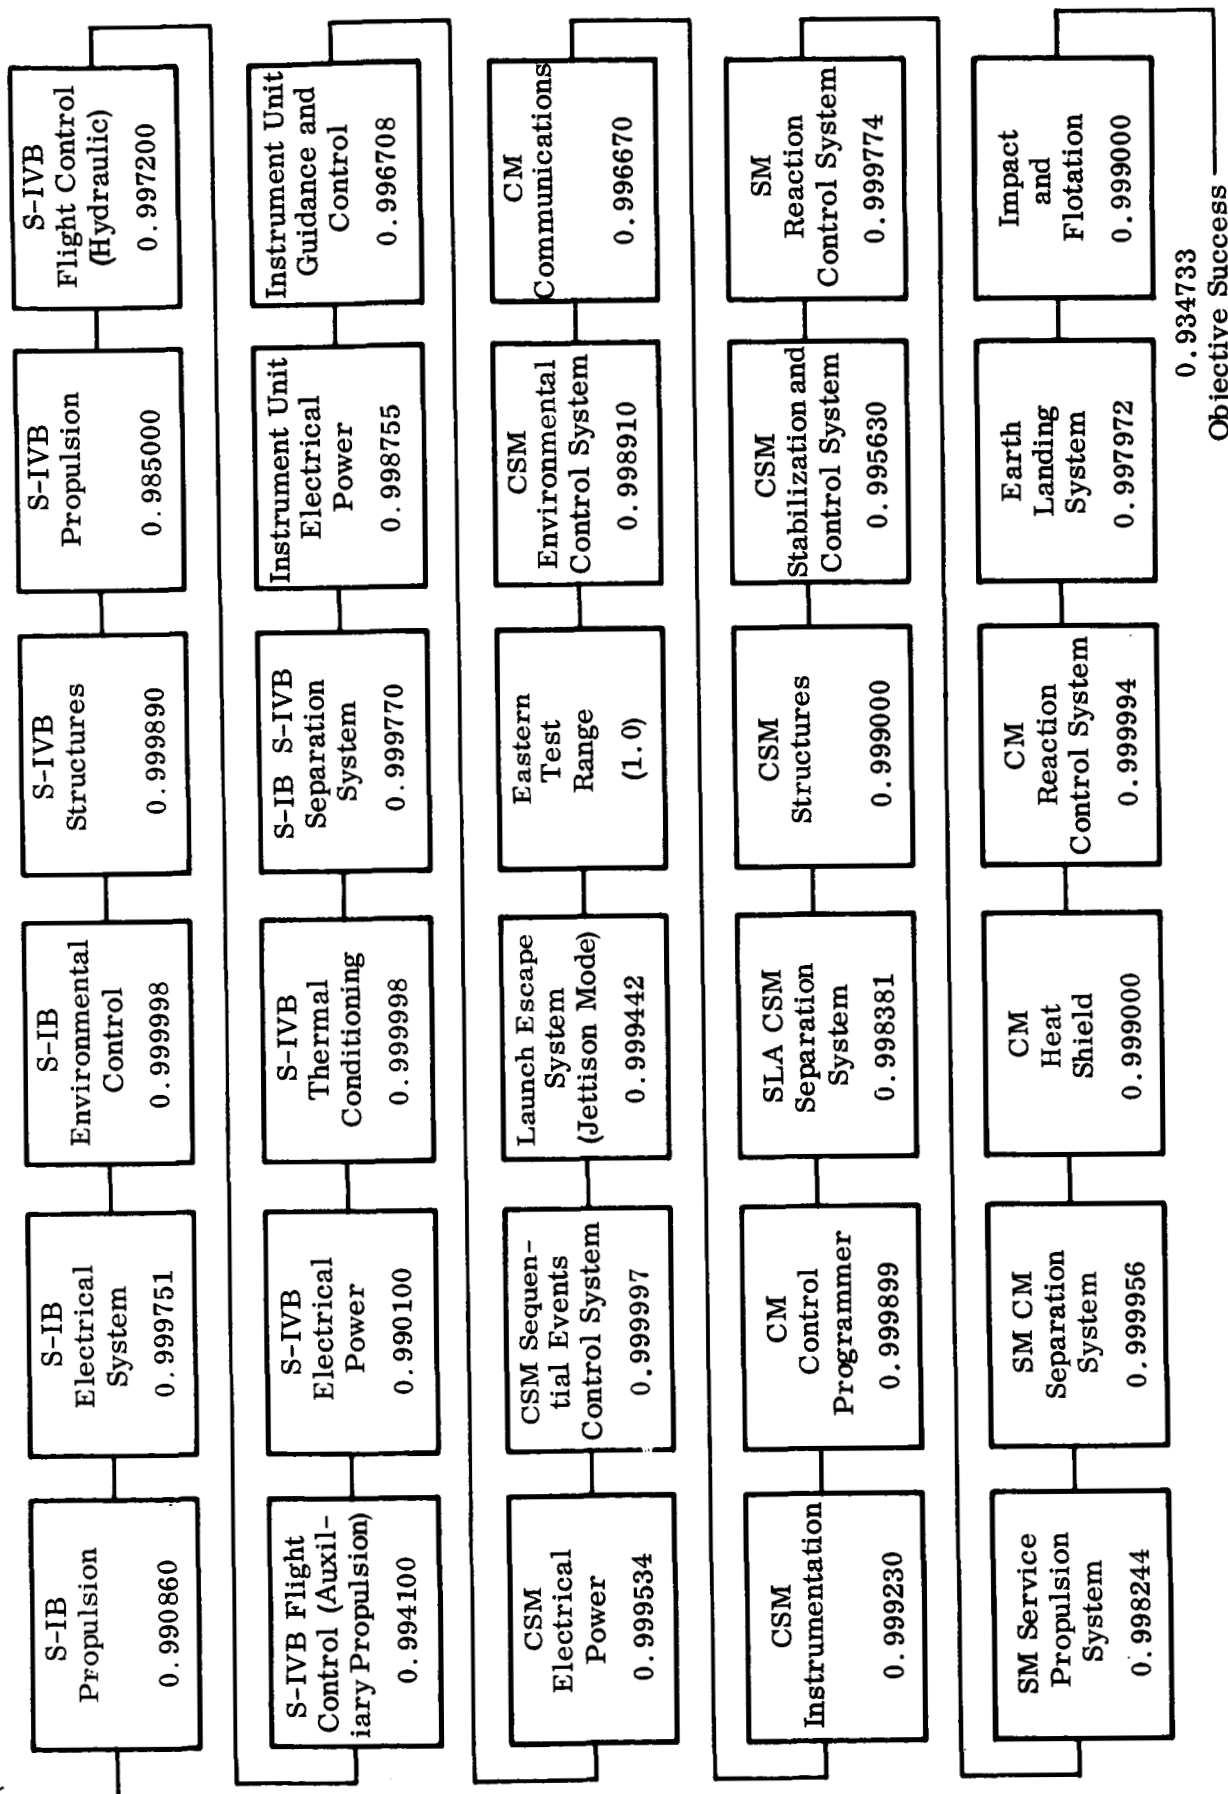 S-IB
Propulsion
0.990860
S-IB
Electrical
System
0.999751
S-IB
Environmental
Control
0.999998
S-IVB
Structures
0.999890
S-IVB
Propulsion
0.985000
S-IVB
Flight Control
(Hydraulic)
0.997200
S-IVB Flight
Control (Auxil-
iary Propulsion)
0.994100
S-IVB
Electrical
Power
0.990100
S-IVB
Thermal
Conditioning
0.999998
S-IB S-IVB
Separation
System
0.999770
Instrument Unit
Electrical
Power
0.998755
Instrument Unit
Guidance and
Control
0.996708
CSM
Electrical
Power
0.999534
CSM Sequen-
tial Events
Control System
0.999997
Launch Escape
System
(Jettison Mode)
0.999442
Eastern
Test
Range
(1.0)
CSM
Environmental
Control System
0.998910
CM
Communications
0.996670
CSM
Instrumentation
0.999230
CM
Control
Programmer
0.999899
SLA CSM
Separation
System
0.998381
CSM
Structures
0.999000
CSM
Stabilization and
Control System
0.995630
SM
Reaction
Control System
0.999774
SM Service
Propulsion
System
0.998244
SM CM
Separation
System
0.999956
CM
Heat
Shield
0.999000
CM
Reaction
Control System
0.999994
Earth
Landing
System
0.997972
Impact
and
Flotation
0.999000
0.934733
Objective Success